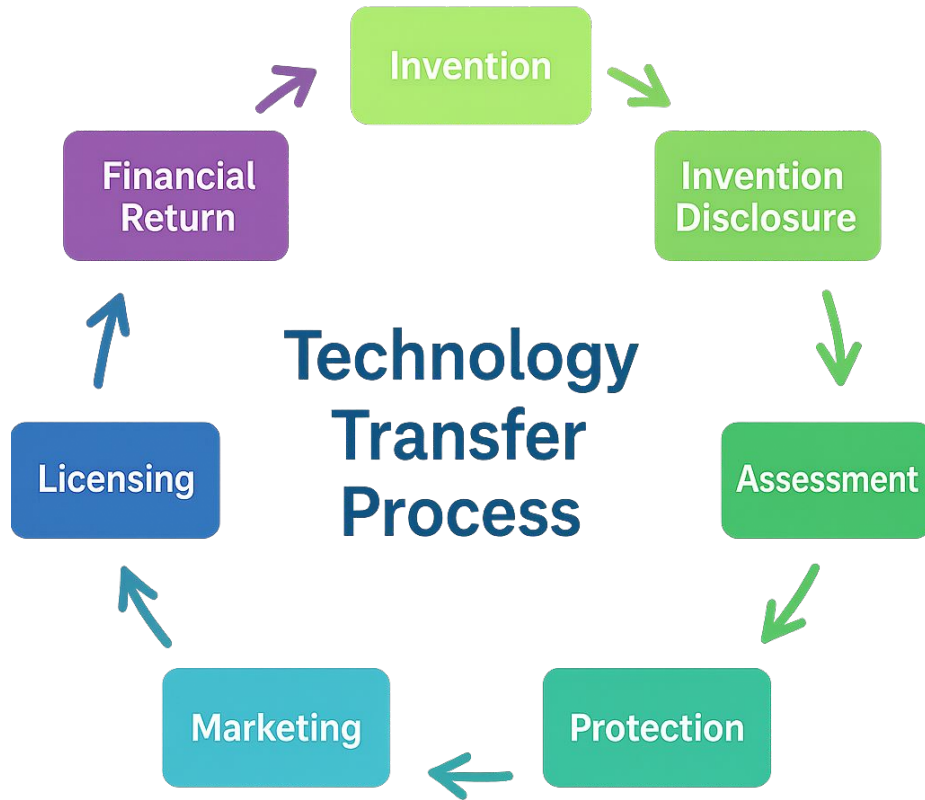 Invention
Invention
Disclosure
Assessment
Protection
Marketing
Licensing
Financial
Return
Technology
Transfer
Process